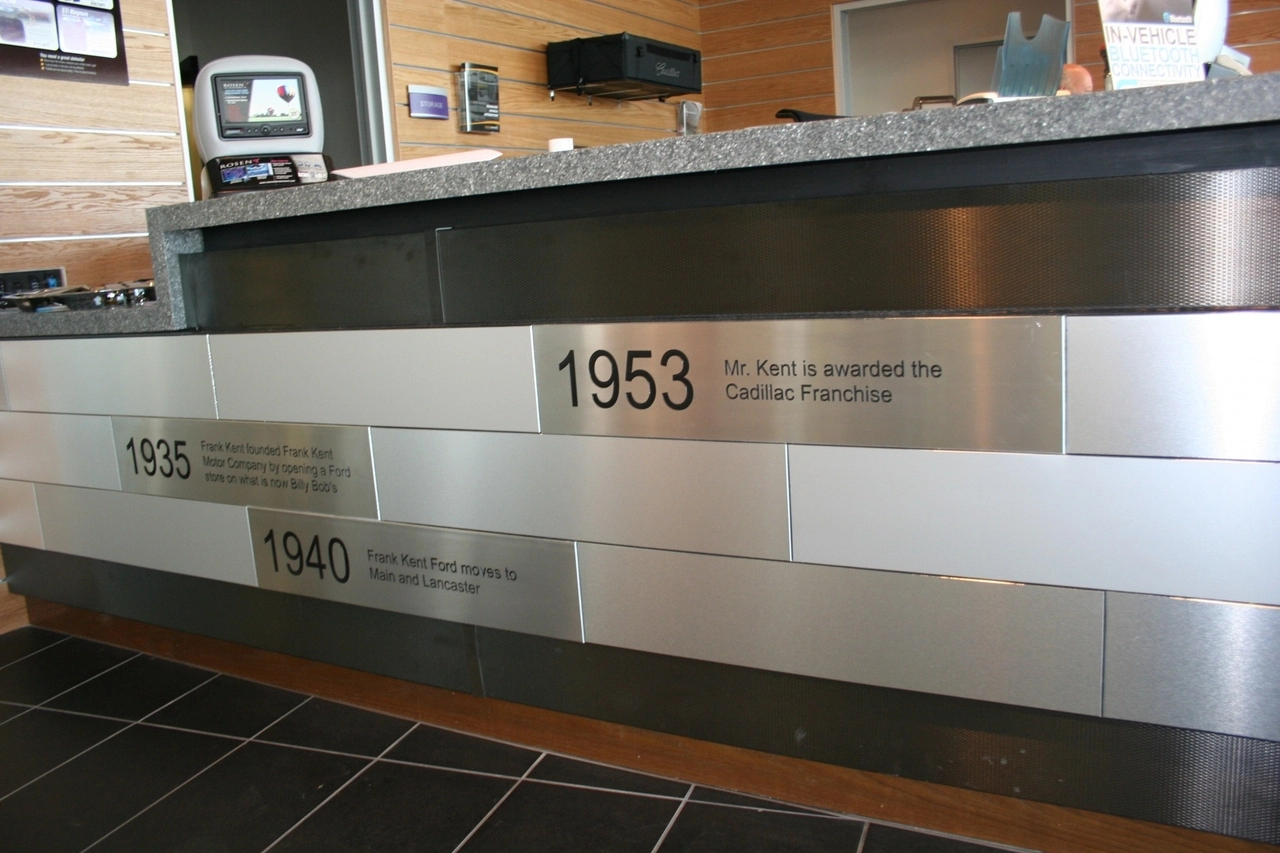 ROSEN
STORAGE
Cadillac
IN-VEHICLE
BLUETOOTH
CONNECTIVITY
1953
Mr. Kent is awarded the
Cadillac Franchise
1935
Frank Kent founded Frank Kent
Motor Company by opening a Ford
store on what is now Billy Bob's
1940
Frank Kent Ford moves to
Main and Lancaster